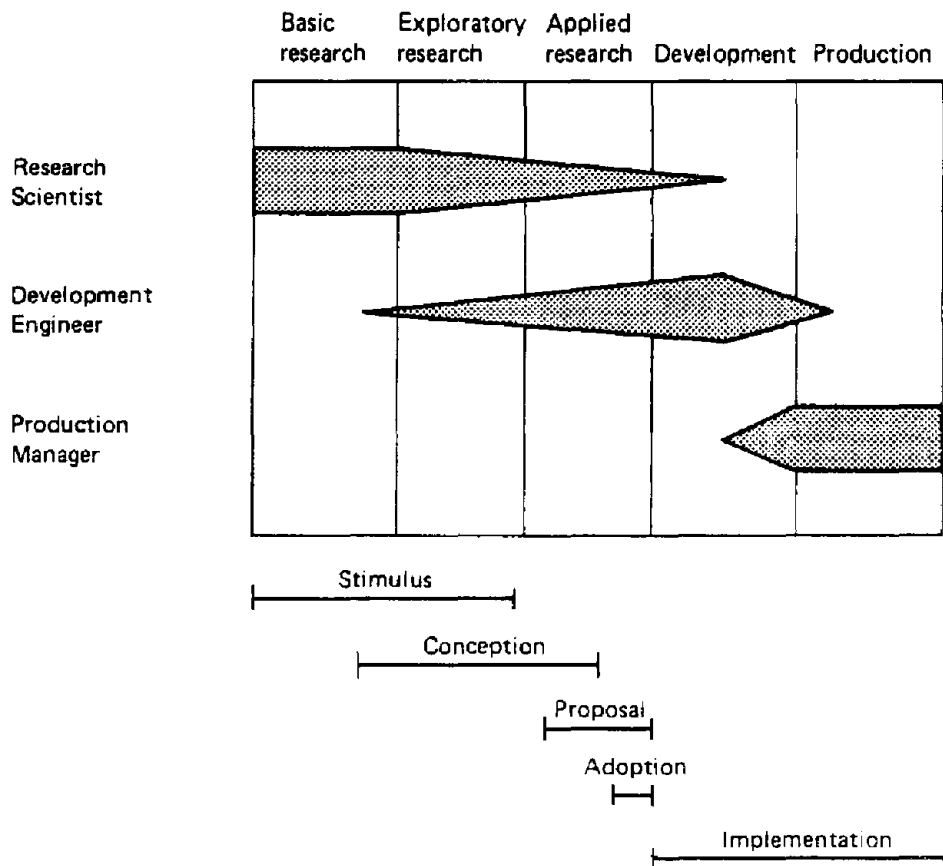 Basic research
Exploratory research
Applied research
Development
Production
Research
Scientist
Development
Engineer
Production
Manager
Stimulus
Conception
Proposal
Adoption
Implementation